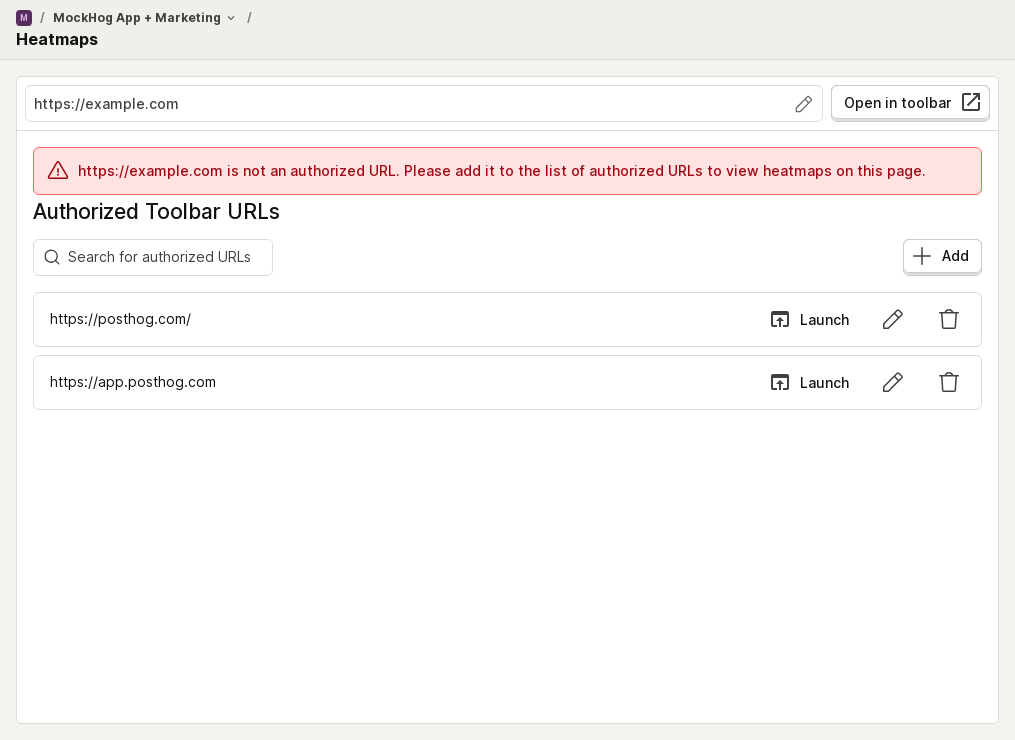 M / MockHog App + Marketing /
Heatmaps
https://example.com
Open in toolbar
https://example.com is not an authorized URL. Please add it to the list of authorized URLs to view heatmaps on this page.
Authorized Toolbar URLs
Search for authorized URLs
Add
https://posthog.com/
Launch
https://app.posthog.com
Launch